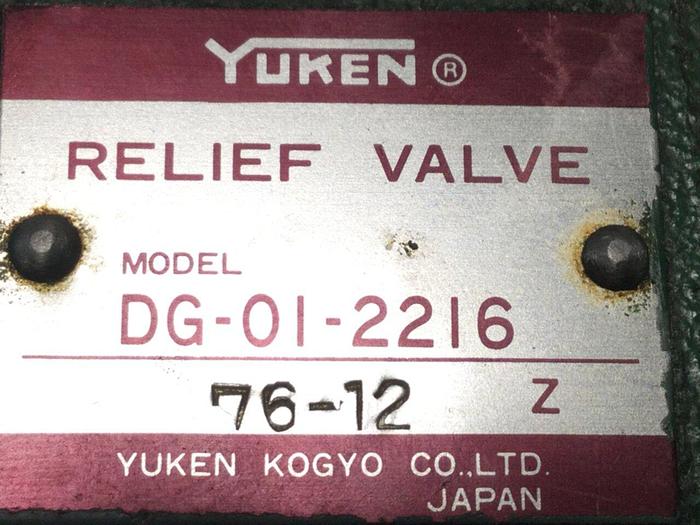 YUKEN®
RELIEF VALVE
MODEL
DG-01-2216
76-12 Z
YUKEN KOGYO CO.,LTD.
JAPAN